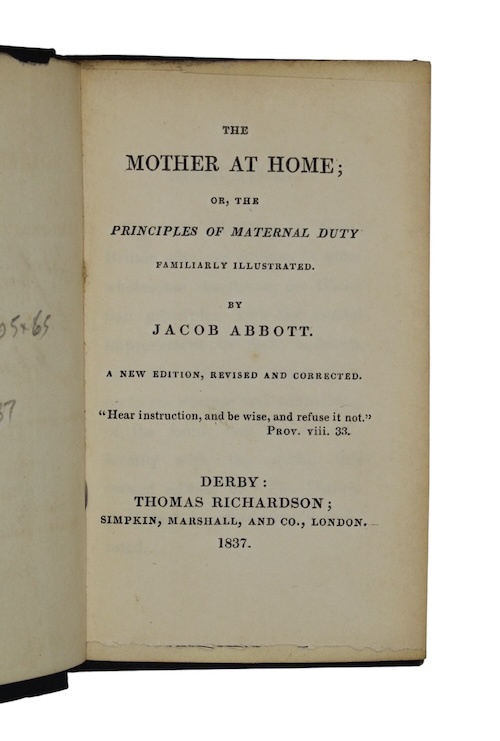 THE
MOTHER AT HOME;
OR, THE
PRINCIPLES OF MATERNAL DUTY
FAMILIARLY ILLUSTRATED.
BY
JACOB ABBOTT.
A NEW EDITION, REVISED AND CORRECTED.
"Hear instruction, and be wise, and refuse it not."
PROV. viii. 33.
DERBY:
THOMAS RICHARDSON;
SIMPKIN, MARSHALL, AND CO., LONDON.
1837.